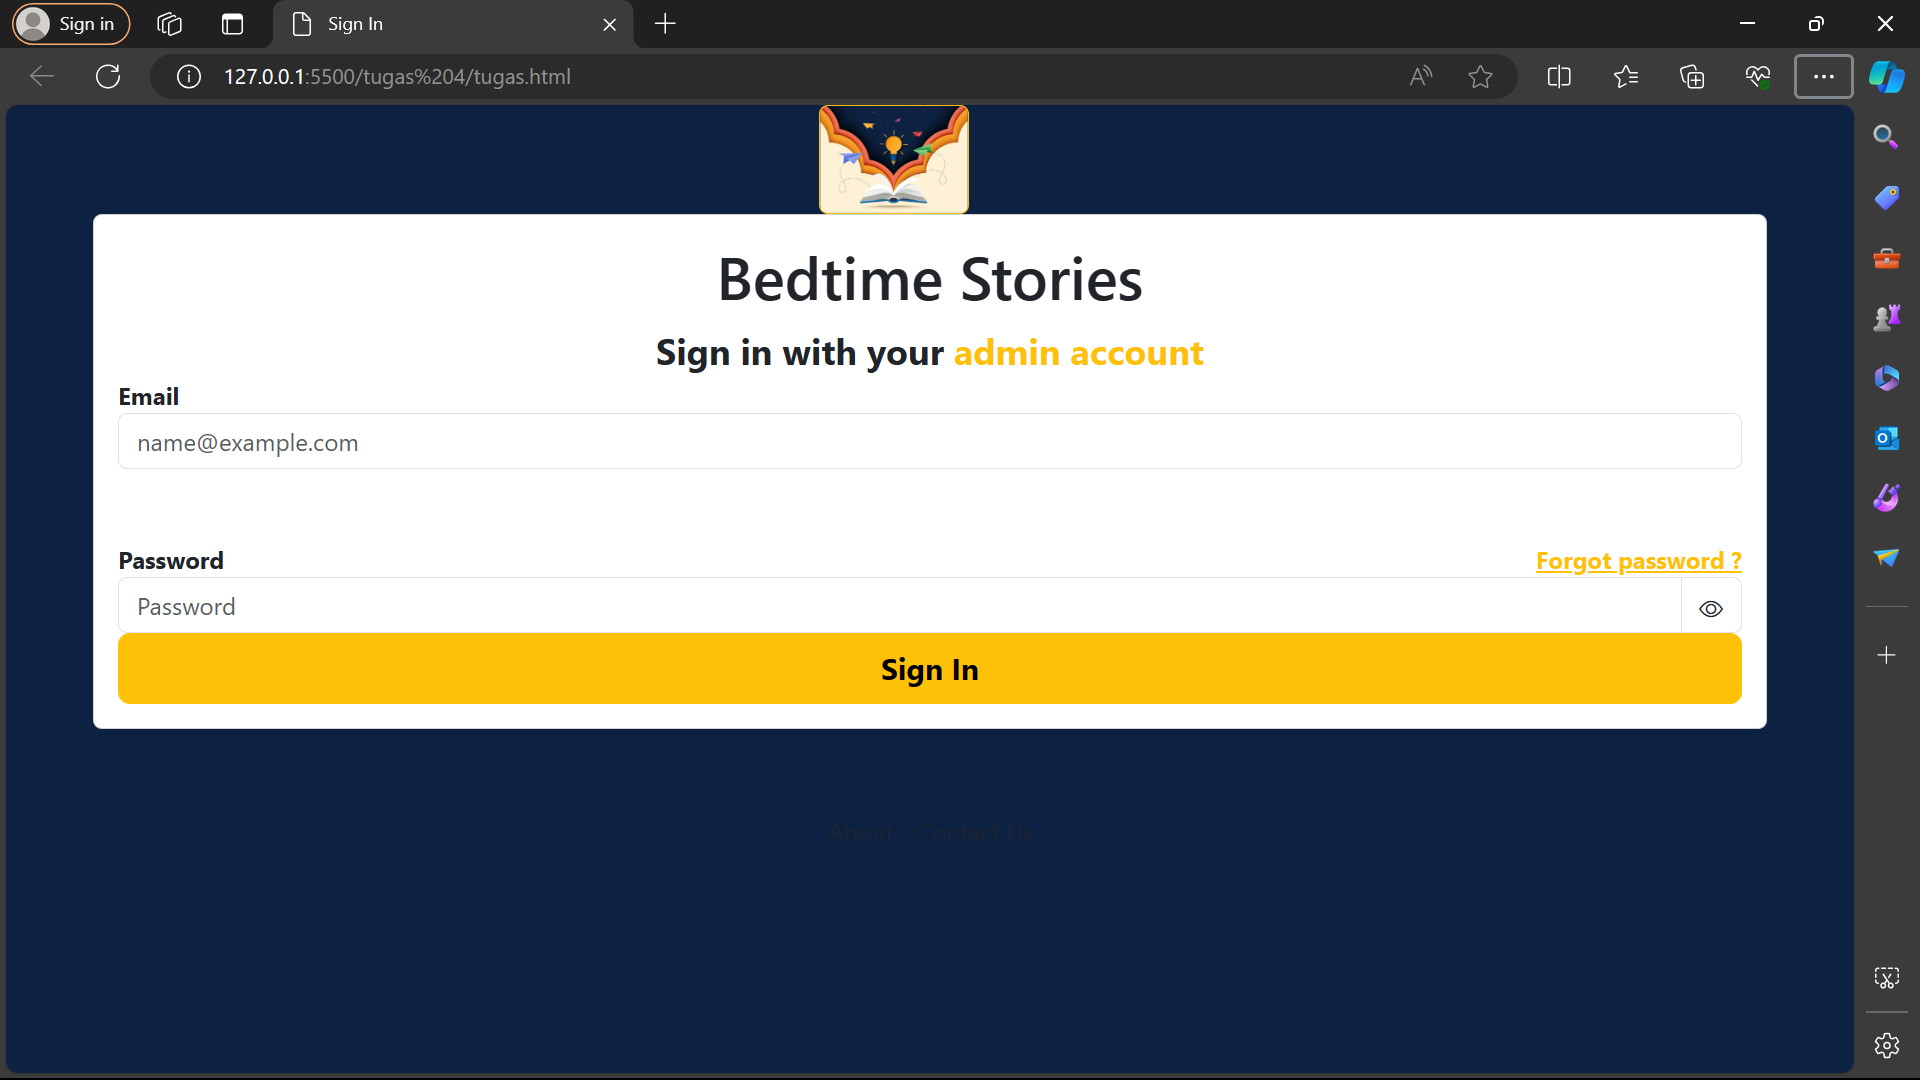 Sign in
Sign In
127.0.0.1:5500/tugas%204/tugas.html
Bedtime Stories
Sign in with your admin account
Email
name@example.com
Password
Forgot password ?
Password
Sign In
About Contact Us